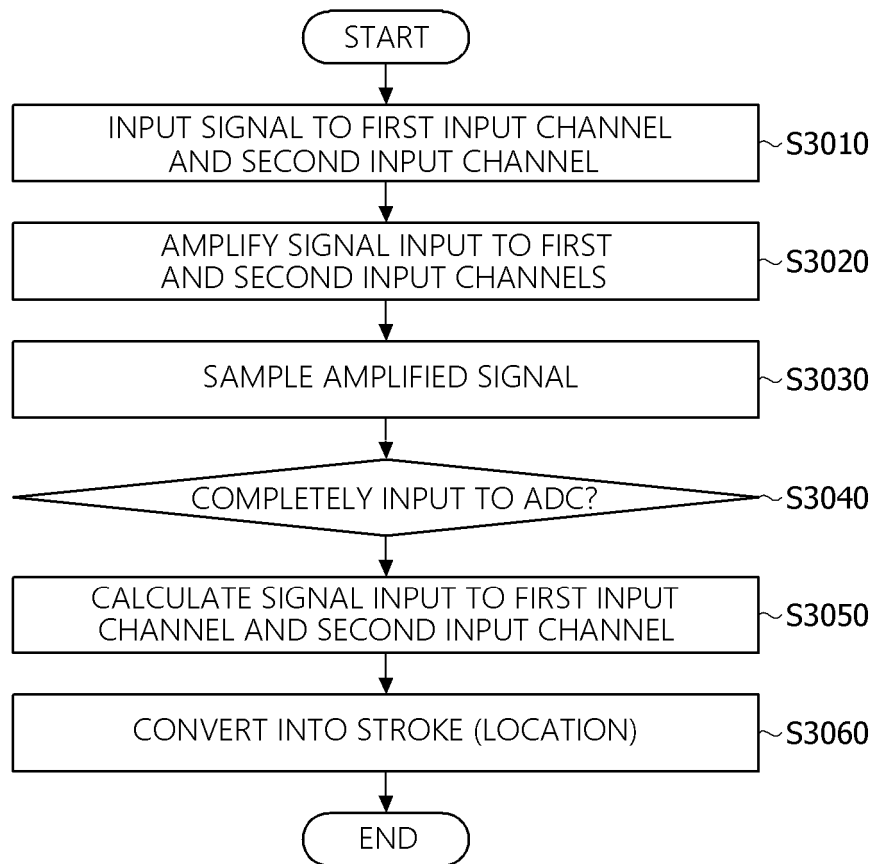 START
INPUT SIGNAL TO FIRST INPUT CHANNEL
AND SECOND INPUT CHANNEL
S3010
AMPLIFY SIGNAL INPUT TO FIRST
AND SECOND INPUT CHANNELS
S3020
SAMPLE AMPLIFIED SIGNAL
S3030
COMPLETELY INPUT TO ADC?
S3040
CALCULATE SIGNAL INPUT TO FIRST INPUT
CHANNEL AND SECOND INPUT CHANNEL
S3050
CONVERT INTO STROKE (LOCATION)
S3060
END